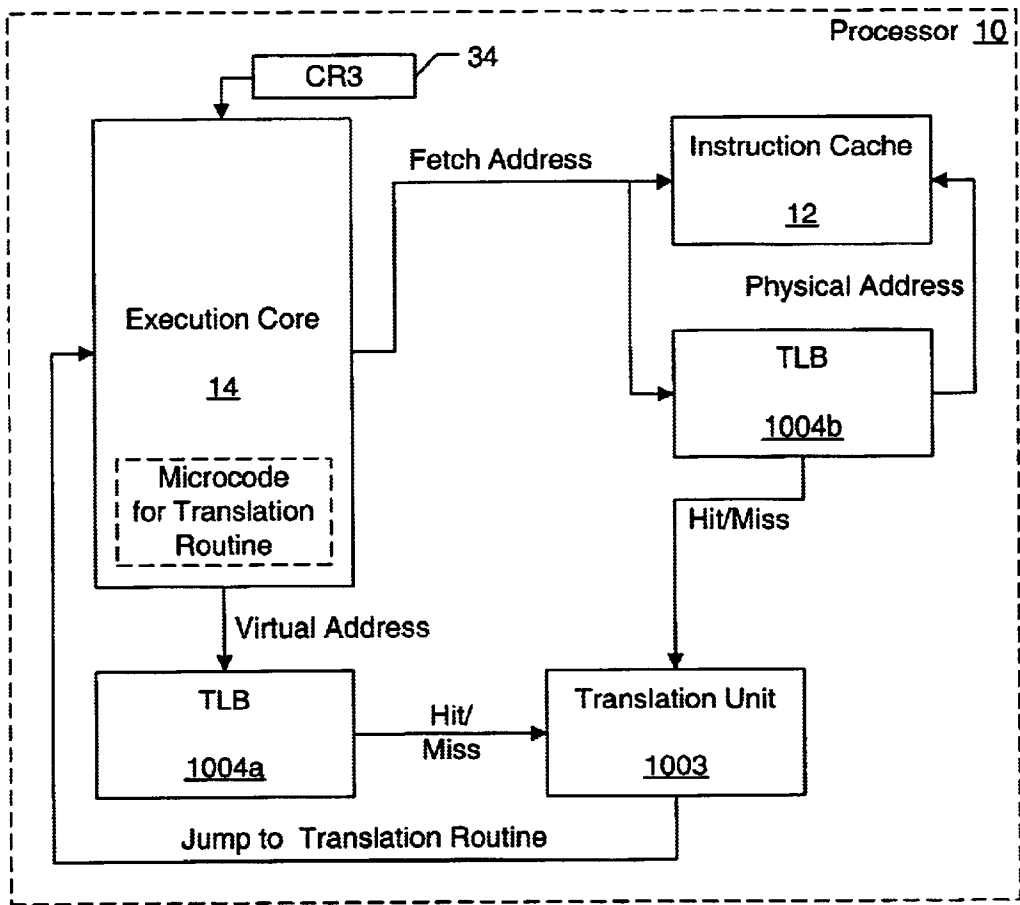 Processor 10
CR3
34
Fetch Address
Instruction Cache
12
Physical Address
Execution Core
14
TLB
1004b
Microcode
for Translation
Routine
Hit/Miss
Virtual Address
TLB
1004a
Hit/
Miss
Translation Unit
1003
Jump to Translation Routine